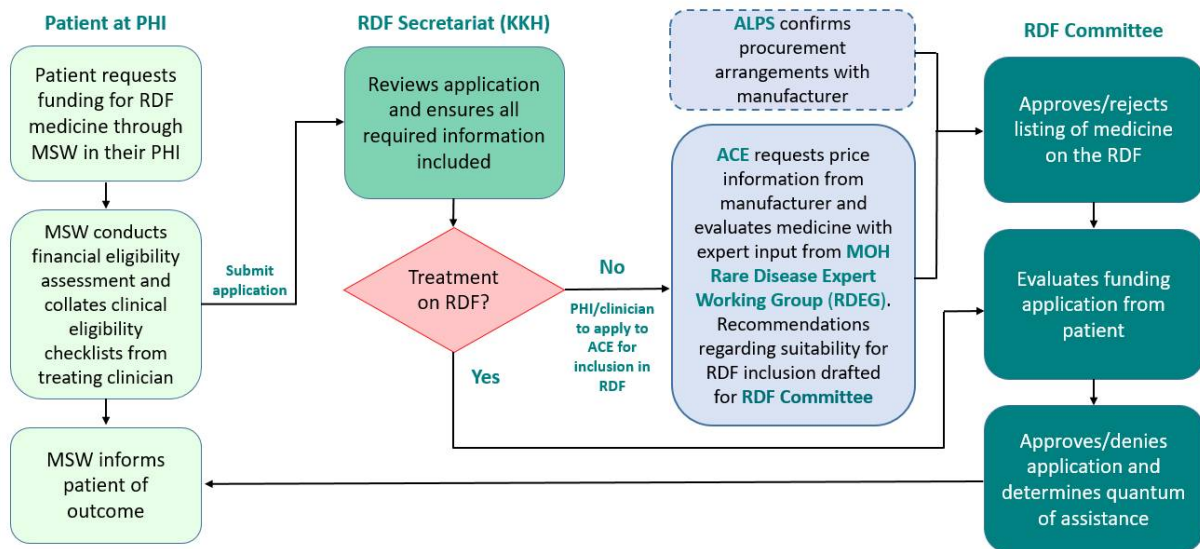 Patient at PHI
Patient requests
funding for RDF
medicine through
MSW in their PHI
MSW conducts
financial eligibility
assessment and
collates clinical
eligibility
checklists from
treating clinician
MSW informs
patient of
outcome
Submit
application
RDF Secretariat (KKH)
Reviews application
and ensures all
required information
included
Treatment
on RDF?
Yes
No
PHI/clinician
to apply to
ACE for
inclusion in
RDF
ALPS confirms
procurement
arrangements with
manufacturer
ACE requests price
information from
manufacturer and
evaluates medicine with
expert input from MOH
Rare Disease Expert
Working Group (RDEG).
Recommendations
regarding suitability for
RDF inclusion drafted
for RDF Committee
RDF Committee
Approves/rejects
listing of medicine
on the RDF
Evaluates funding
application from
patient
Approves/denies
application and
determines quantum
of assistance